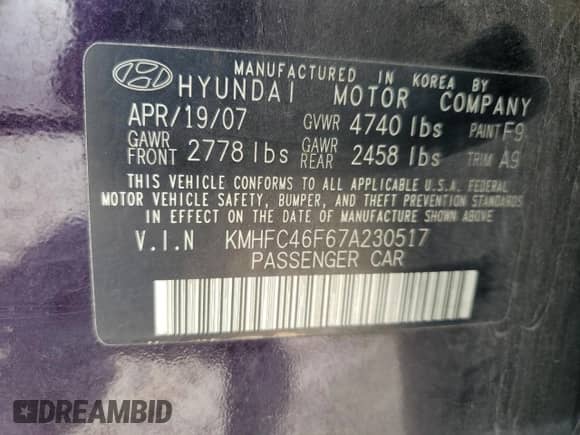 MANUFACTURED IN KOREA BY
HYUNDAI MOTOR COMPANY
APR/19/07 GVWR 4740 lbs PAINT F9
GAWR FRONT 2778 lbs GAWR REAR 2458 lbs TRIM A9
THIS VEHICLE CONFORMS TO ALL APPLICABLE U.S.A. FEDERAL
MOTOR VEHICLE SAFETY, BUMPER, AND THEFT PREVENTION STANDARDS
IN EFFECT ON THE DATE OF MANUFACTURE SHOWN ABOVE
V.I.N KMHFC46F67A230517
PASSENGER CAR
DREAMBID